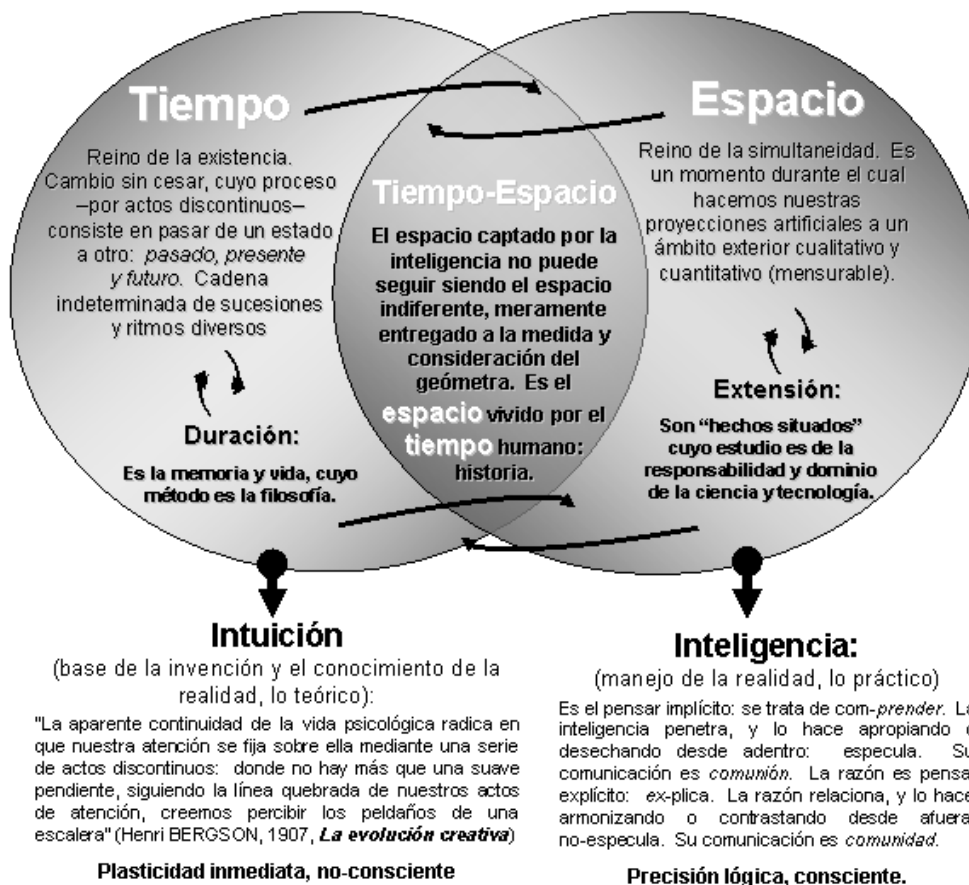 Tiempo
Reino de la existencia.
Cambio sin cesar, cuyo proceso
–por actos discontinuos–
consiste en pasar de un estado
a otro: pasado, presente
y futuro. Cadena
indeterminada de sucesiones
y ritmos diversos
Duración:
Es la memoria y vida, cuyo
método es la filosofía.
Tiempo-Espacio
El espacio captado por la
inteligencia no puede
seguir siendo el espacio
indiferente, meramente
entregado a la medida y
consideración del
geómetra. Es el
espacio vivido por el
tiempo humano:
historia.
Espacio
Reino de la simultaneidad. Es
un momento durante el cual
hacemos nuestras
proyecciones artificiales a un
ámbito exterior cualitativo y
cuantitativo (mensurable).
Extensión:
Son “hechos situados”
cuyo estudio es de la
responsabilidad y dominio
de la ciencia y tecnología.
Intuición
(base de la invención y el conocimiento de la
realidad, lo teórico):
"La aparente continuidad de la vida psicológica radica en
que nuestra atención se fija sobre ella mediante una serie
de actos discontinuos: donde no hay más que una suave
pendiente, siguiendo la línea quebrada de nuestros actos
de atención, creemos percibir los peldaños de una
escalera" (Henri BERGSON, 1907, La evolución creativa)
Plasticidad inmediata, no-consciente
Inteligencia:
(manejo de la realidad, lo práctico)
Es el pensar implícito: se trata de com-prender. La
inteligencia penetra, y lo hace apropiando
desechando desde adentro: especula. Su
comunicación es comunión. La razón es pensar
explícito: ex-plica. La razón relaciona, y lo hace
armonizando o contrastando desde afuera:
no-especula. Su comunicación es comunidad.
Precisión lógica, consciente.